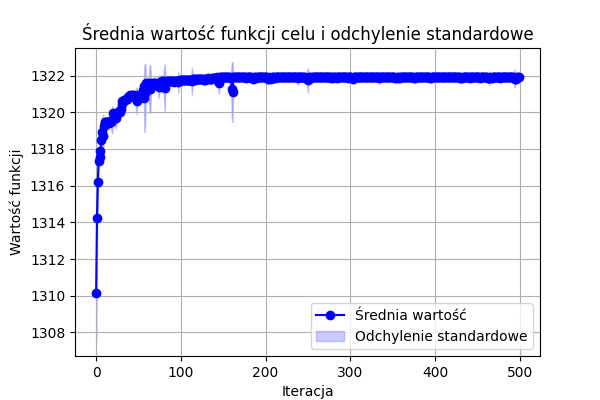 Średnia wartość funkcji celu i odchylenie standardowe
Wartość funkcji
1322
1320
1318
1316
1314
1312
1310
1308
0 100 200 300 400 500
Iteracja
Średnia wartość
Odchylenie standardowe